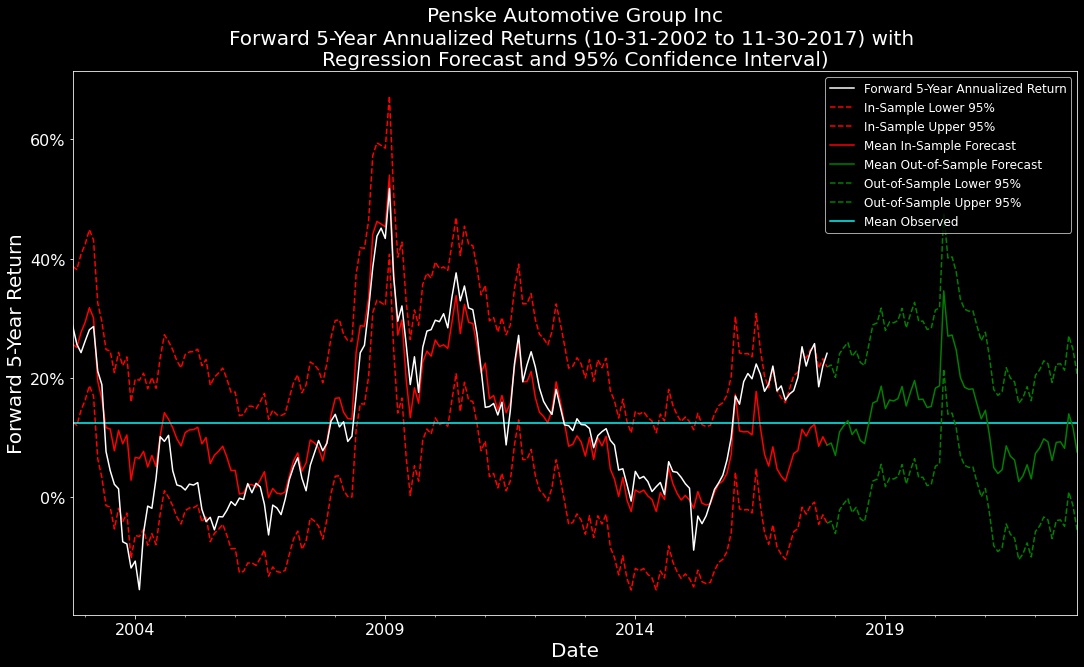 Penske Automotive Group Inc
Forward 5-Year Annualized Returns (10-31-2002 to 11-30-2017) with
Regression Forecast and 95% Confidence Interval)
Forward 5-Year Annualized Return
In-Sample Lower 95%
In-Sample Upper 95%
Mean In-Sample Forecast
Mean Out-of-Sample Forecast
Out-of-Sample Lower 95%
Out-of-Sample Upper 95%
Mean Observed
Forward 5-Year Return
60%
40%
20%
0%
2004
2009
2014
2019
Date